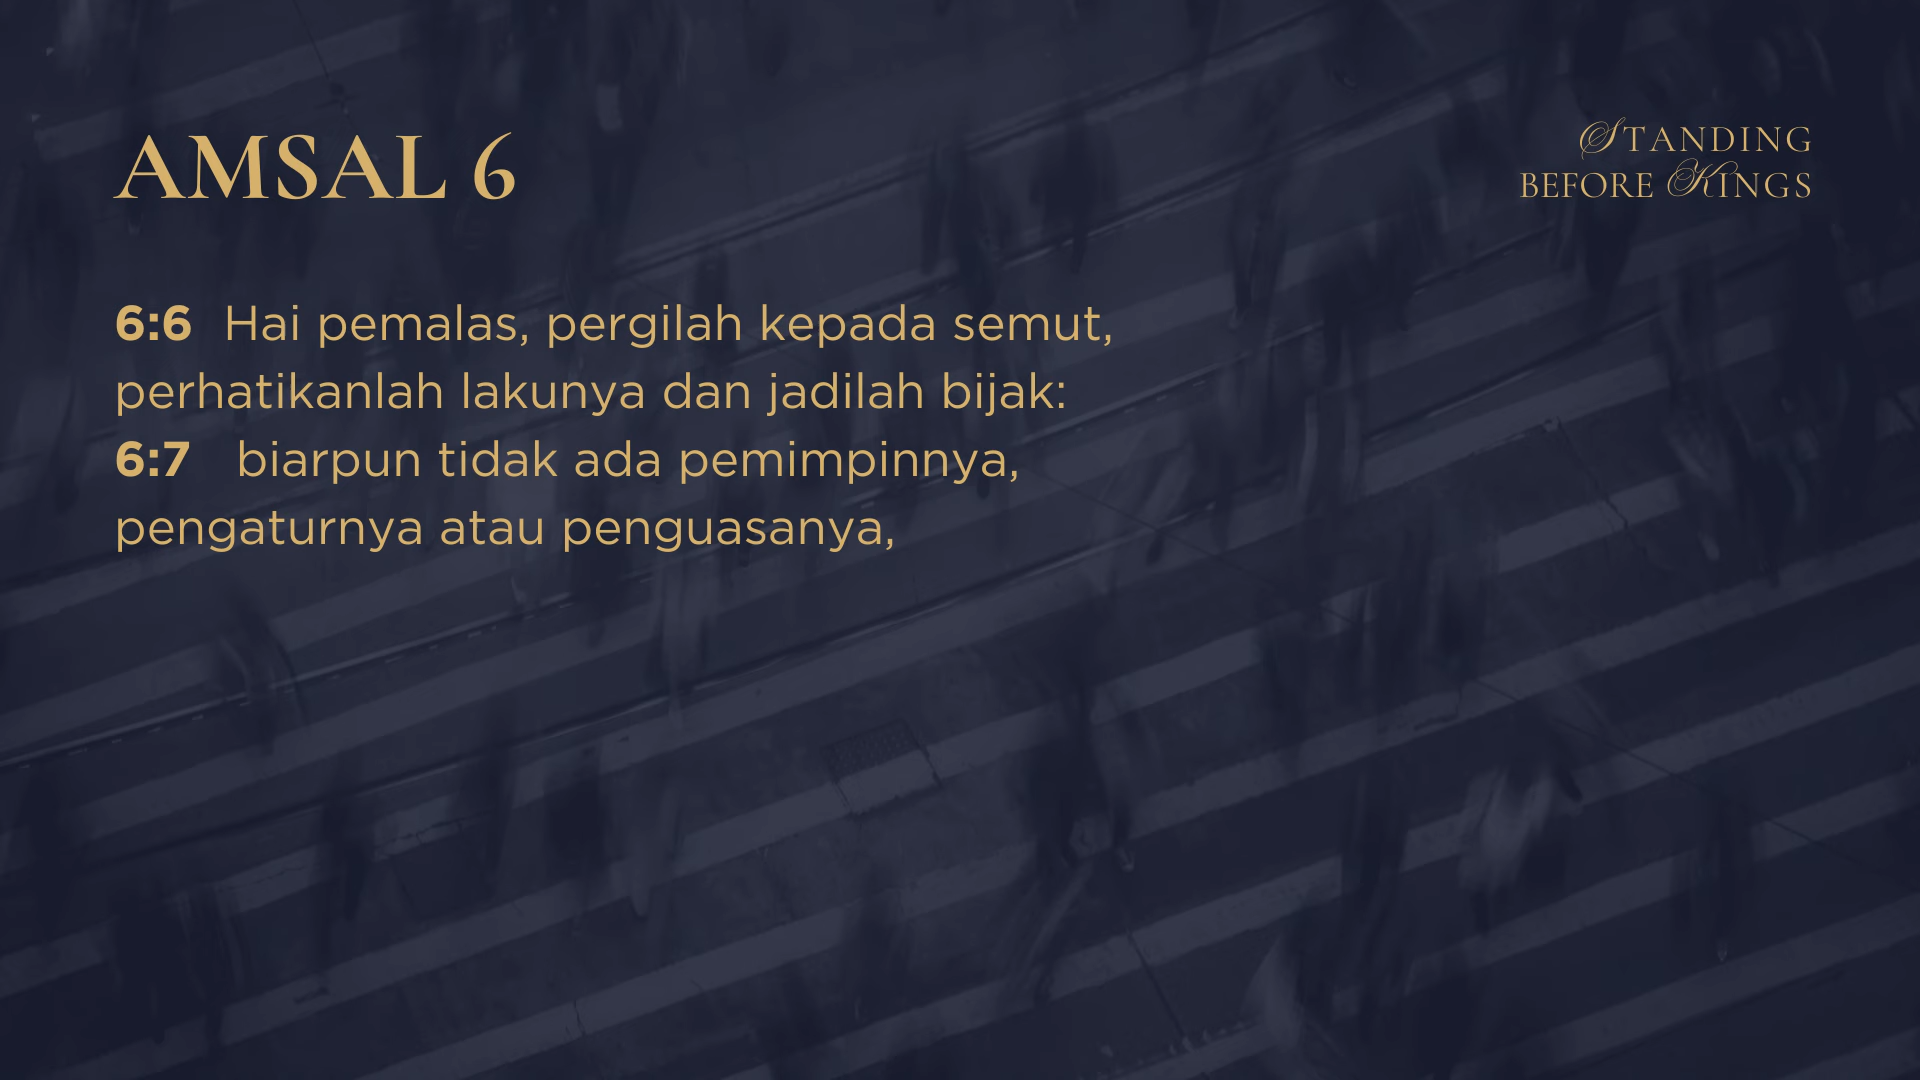 AMSAL 6
STANDING
BEFORE KINGS
6:6 Hai pemalas, pergilah kepada semut,
perhatikanlah lakunya dan jadilah bijak:
6:7 biarpun tidak ada pemimpinnya,
pengaturnya atau penguasanya,